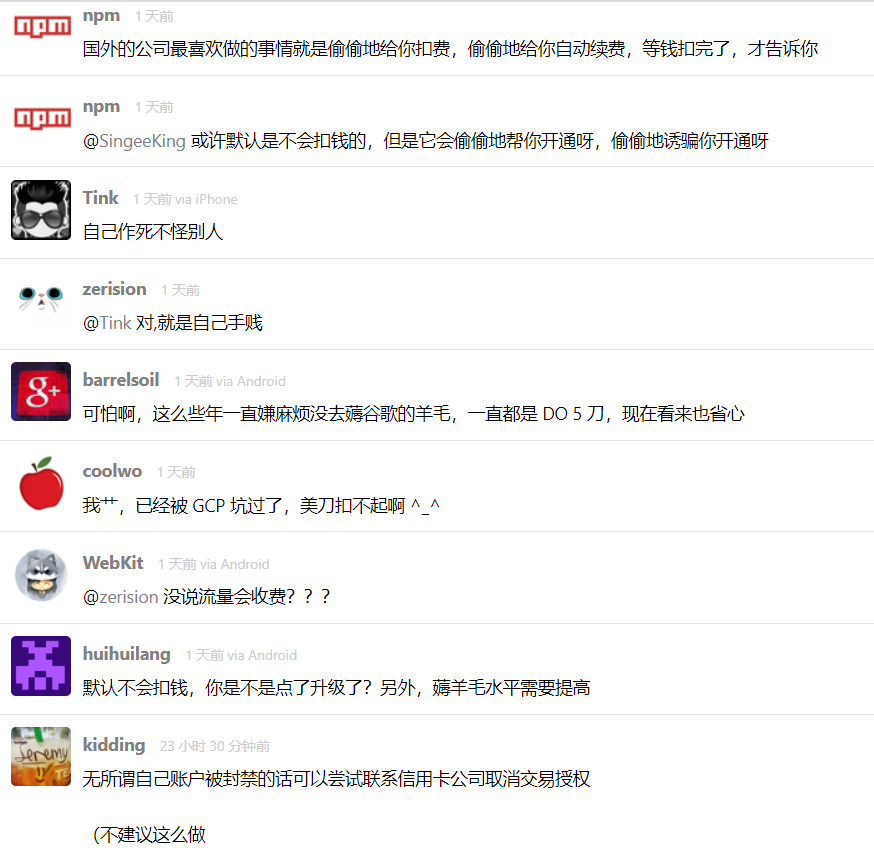 npm
npm 1 天前
国外的公司最喜欢做的事情就是偷偷地给你扣费，偷偷地给你自动续费，等钱扣完了，才告诉你
npm
npm 1 天前
@SingeeKing 或许默认是不会扣钱的，但是它会偷偷地帮你开通呀，偷偷地诱骗你开通呀
Tink 1 天前 via iPhone
自己作死不怪别人
zerision 1 天前
@Tink 对,就是自己手贱
g+
barrelsoil 1 天前 via Android
可怕啊，这么些年一直嫌麻烦没去薅谷歌的羊毛，一直都是 DO 5 刀，现在看来也省心
coolwo 1 天前
我艹，已经被 GCP 坑过了，美刀扣不起啊 ^_^
WebKit 1 天前 via Android
@zerision 没说流量会收费？？？
huihuilang 1 天前 via Android
默认不会扣钱，你是不是点了升级了？另外，薅羊毛水平需要提高
Jeremy
TE
kidding 23 小时 30 分钟前
无所谓自己账户被封禁的话可以尝试联系信用卡公司取消交易授权
（不建议这么做